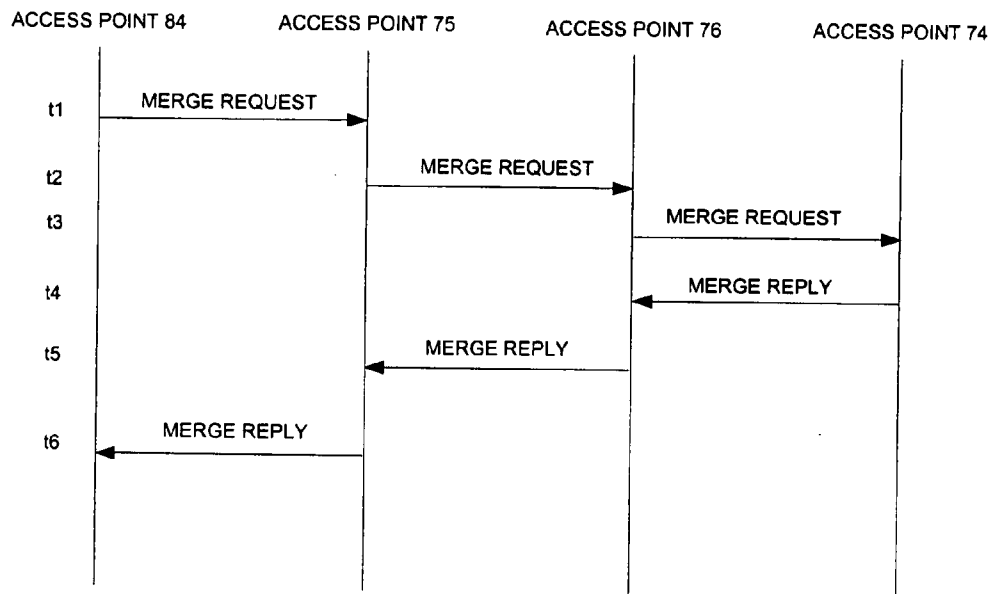 ACCESS POINT 84
ACCESS POINT 75
ACCESS POINT 76
ACCESS POINT 74
t1
MERGE REQUEST
t2
MERGE REQUEST
t3
MERGE REQUEST
t4
MERGE REPLY
t5
MERGE REPLY
t6
MERGE REPLY